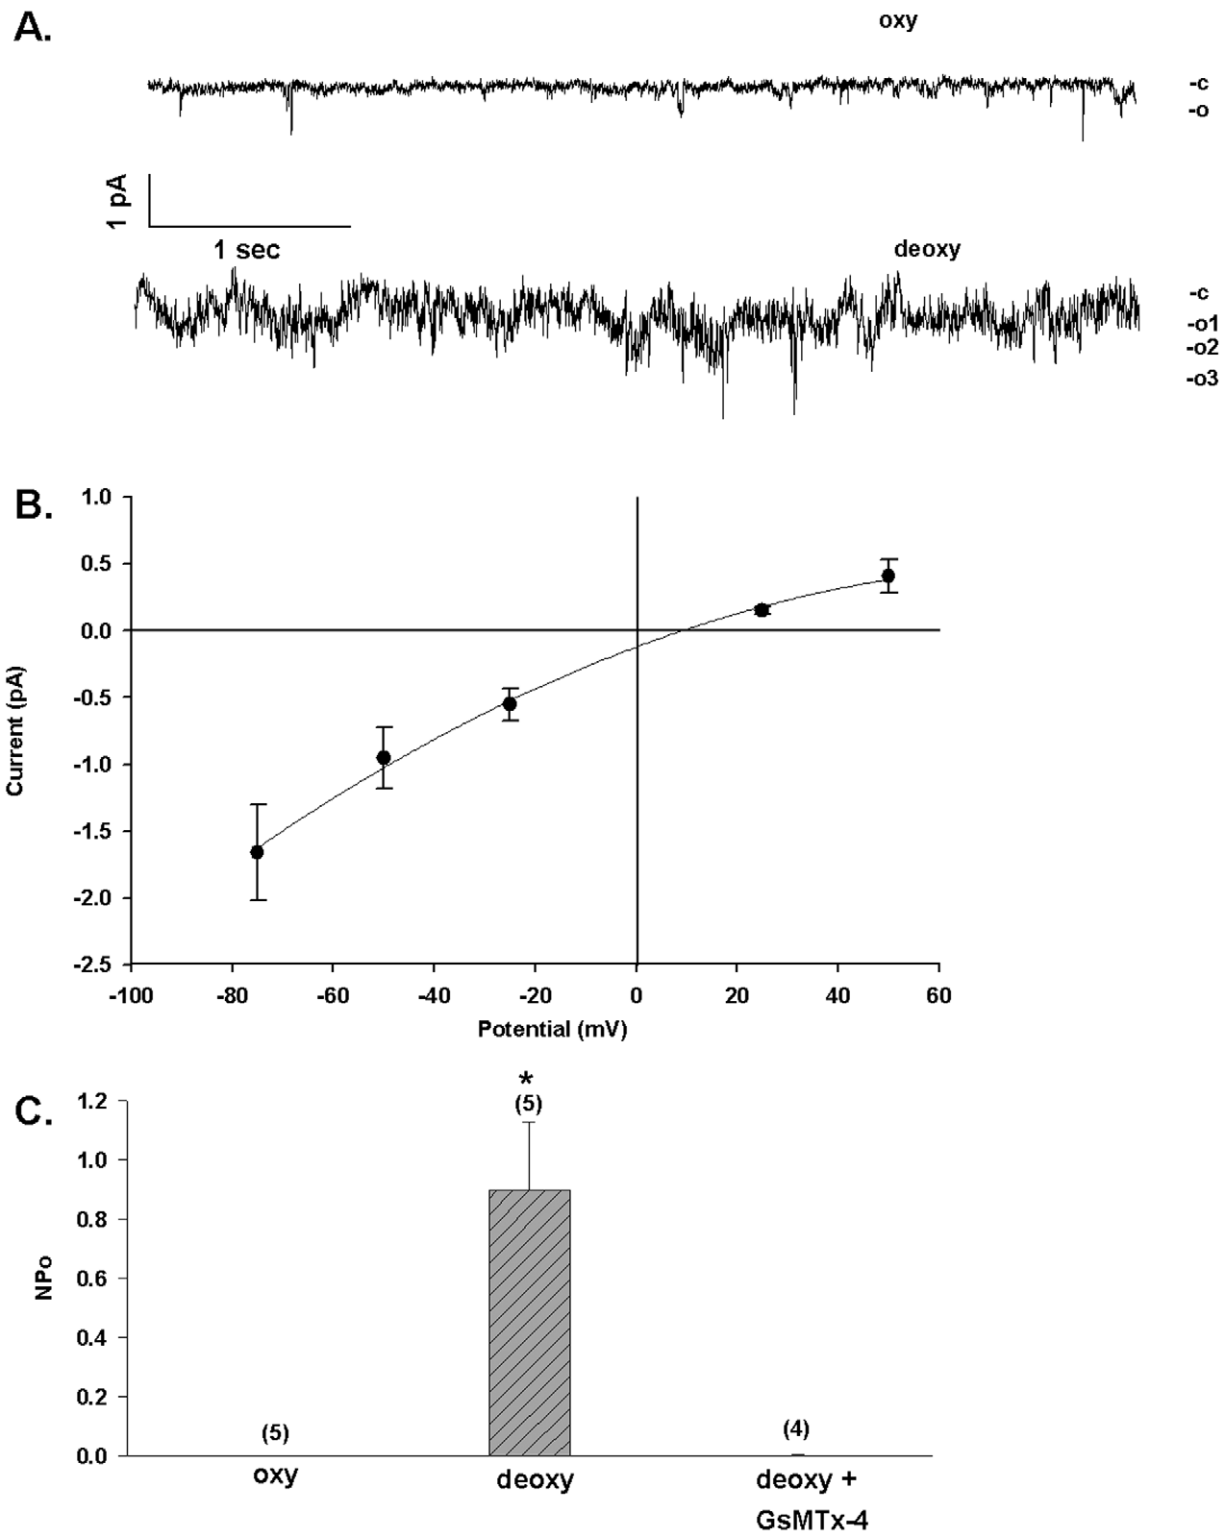 A.
oxy
-c
-o
1 pA
1 sec
deoxy
-c
-o1
-o2
-o3
B.
1.0
0.5
0.0
-0.5
-1.0
-1.5
-2.0
-2.5
Current (pA)
-100 -80 -60 -40 -20 0 20 40 60
Potential (mV)
C.
*
(5)
1.2
1.0
0.8
0.6
0.4
0.2
0.0
NPo
(5)
(4)
oxy deoxy deoxy +
GsMTx-4